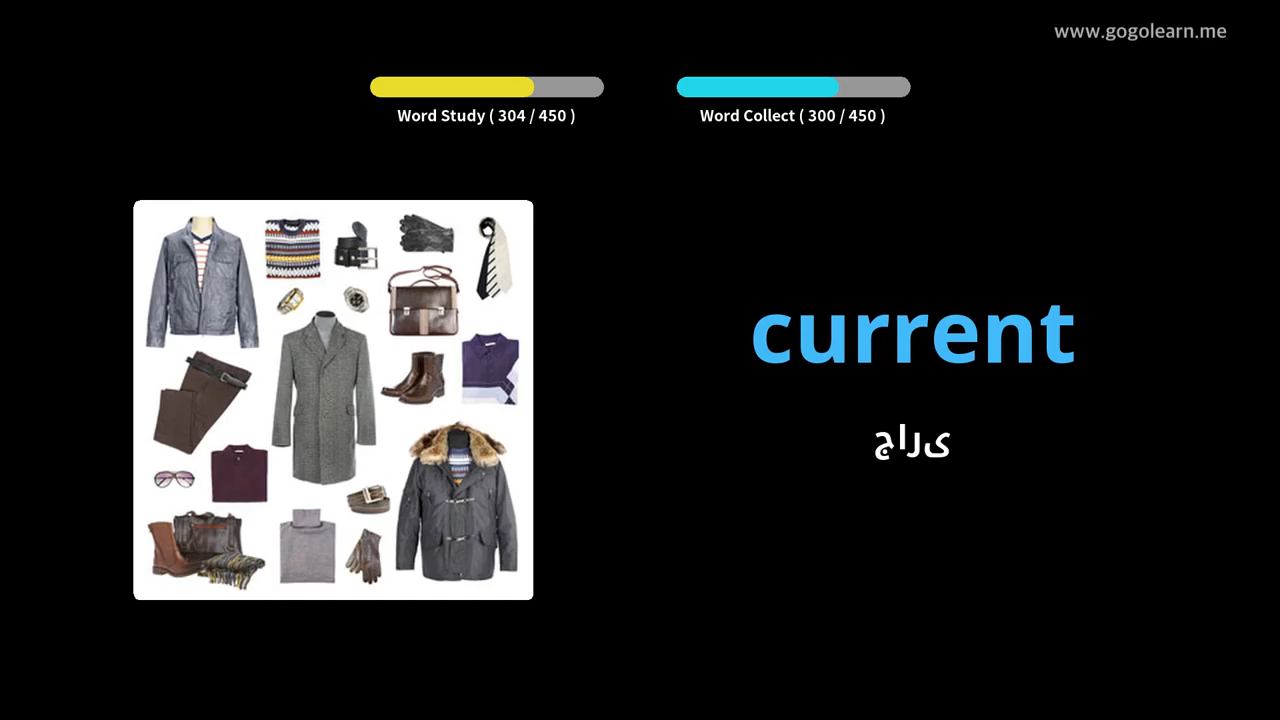 www.gogolearn.me
Word Study ( 304 / 450 )
Word Collect ( 300 / 450 )
current
جاری